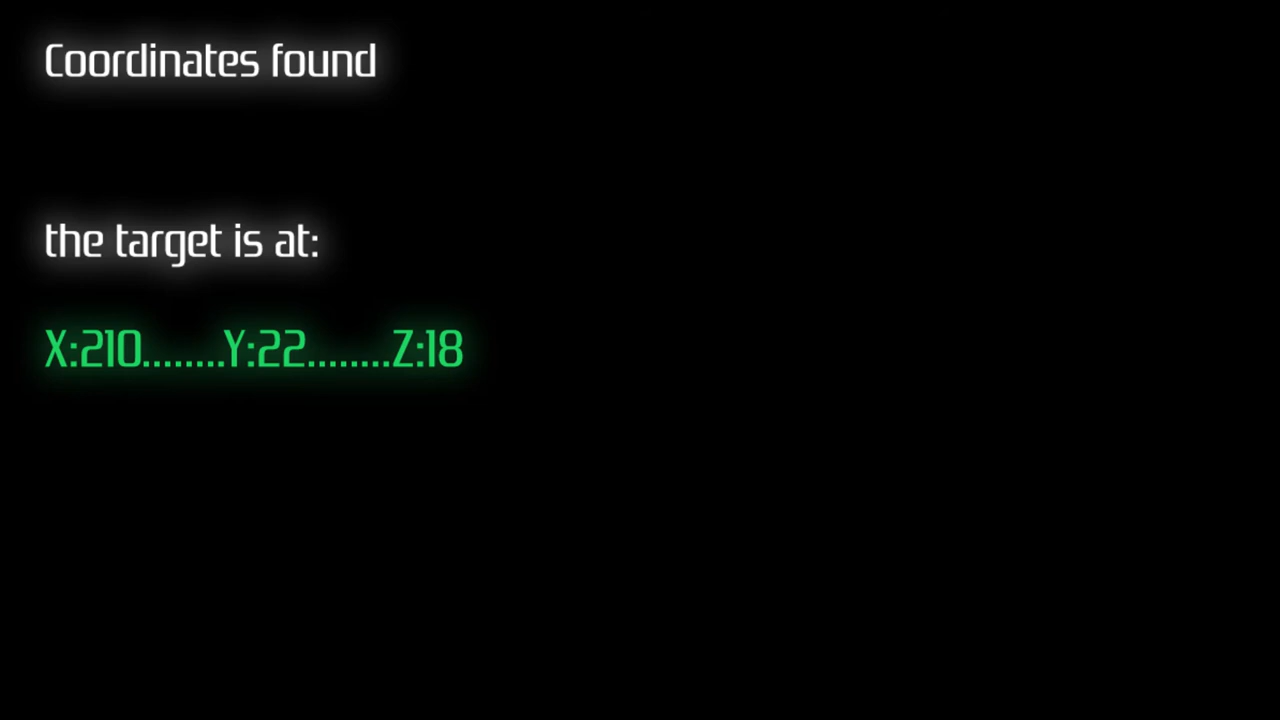 Coordinates found
the target is at:
X:210........Y:22........Z:18